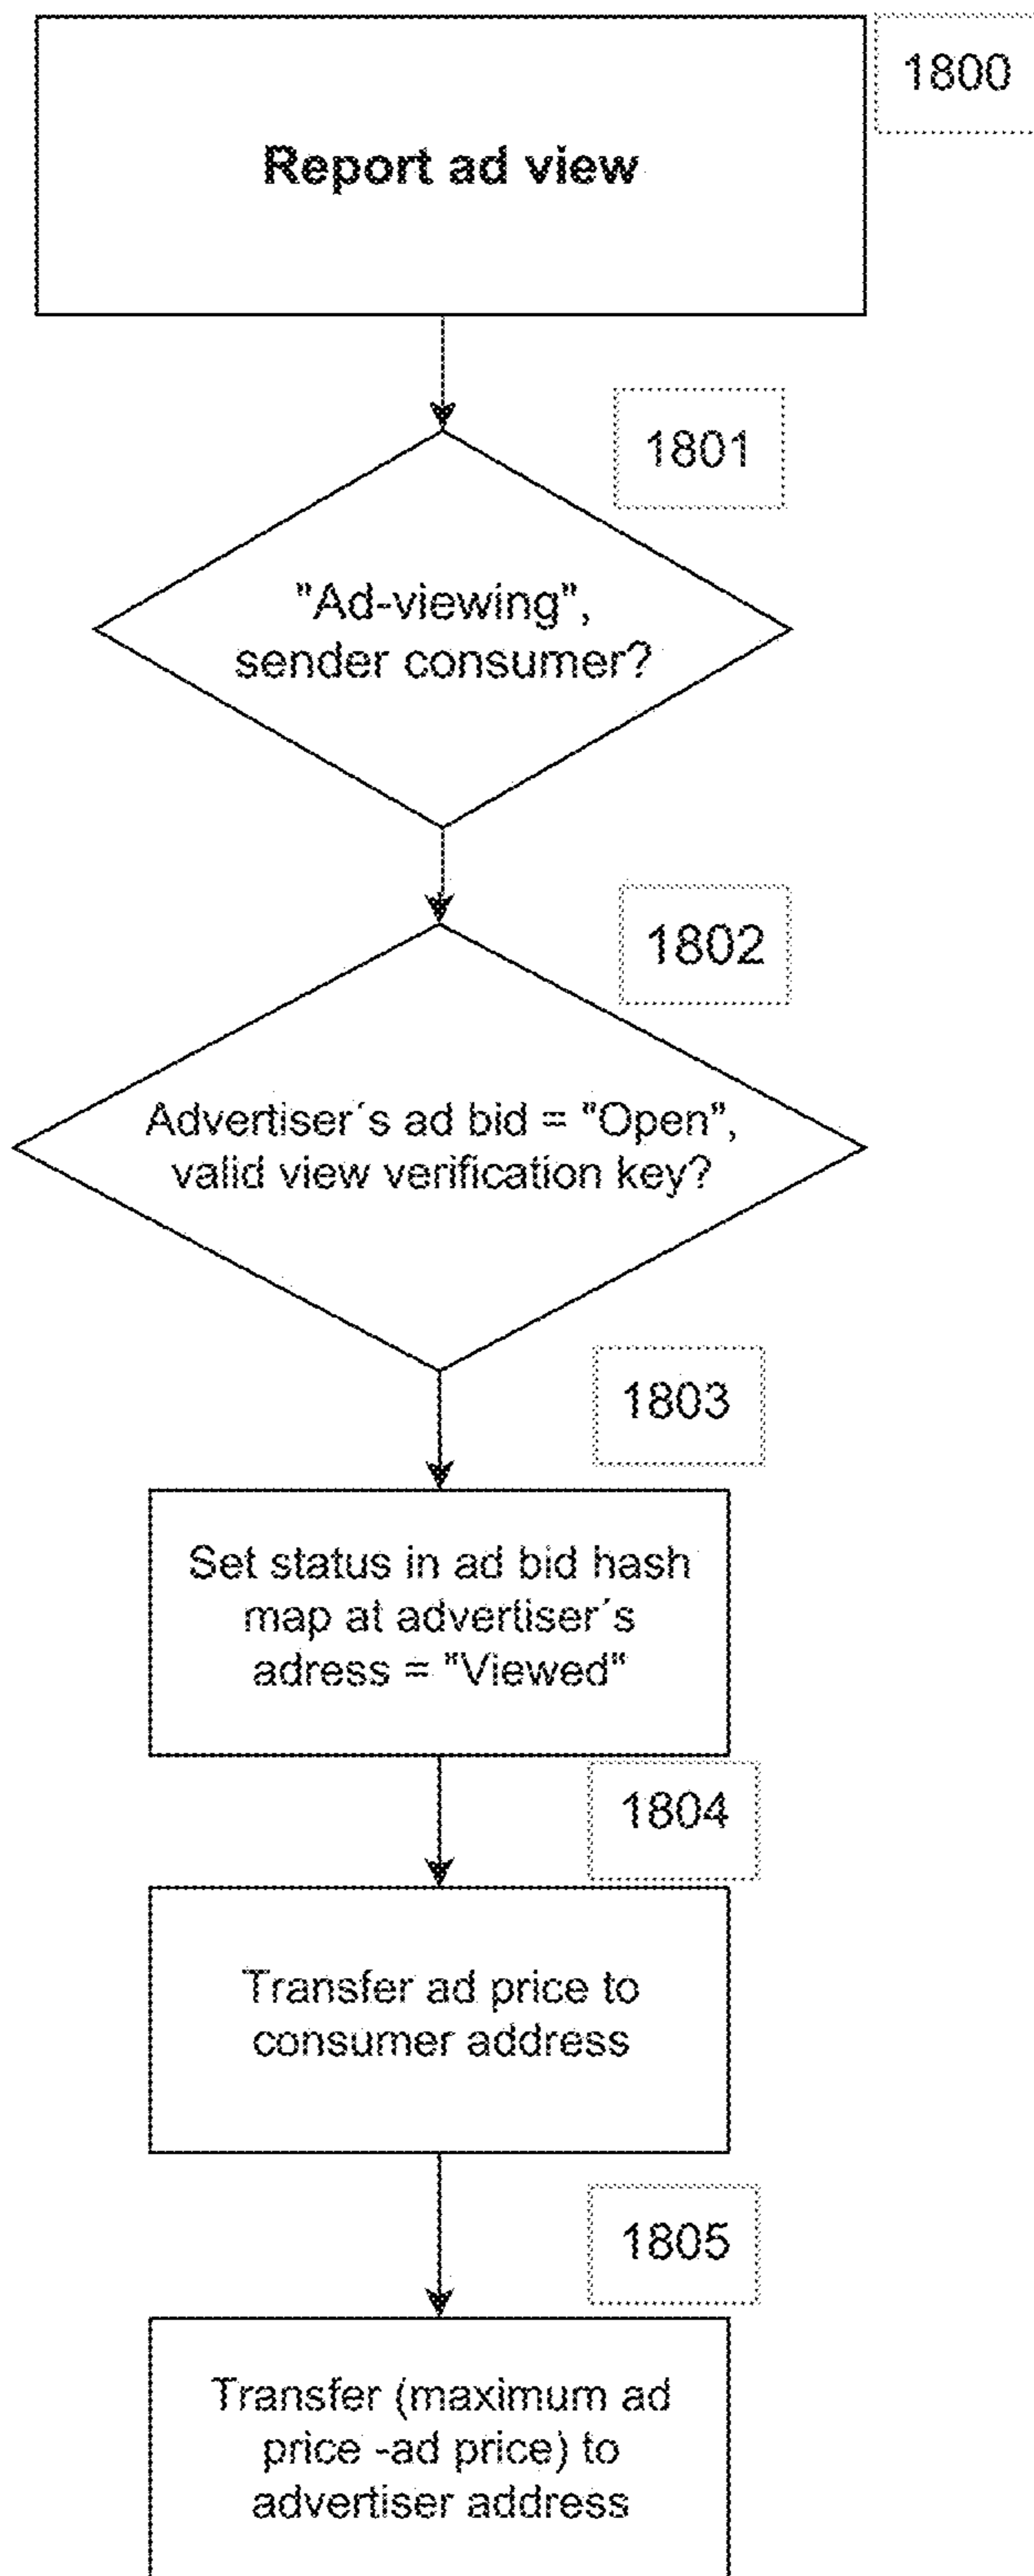 1800
Report ad view
1801
"Ad-viewing",
sender consumer?
1802
Advertiser´s ad bid = "Open",
valid view verification key?
1803
Set status in ad bid hash
map at advertiser´s
adress = "Viewed"
1804
Transfer ad price to
consumer address
1805
Transfer (maximum ad
price -ad price) to
advertiser address